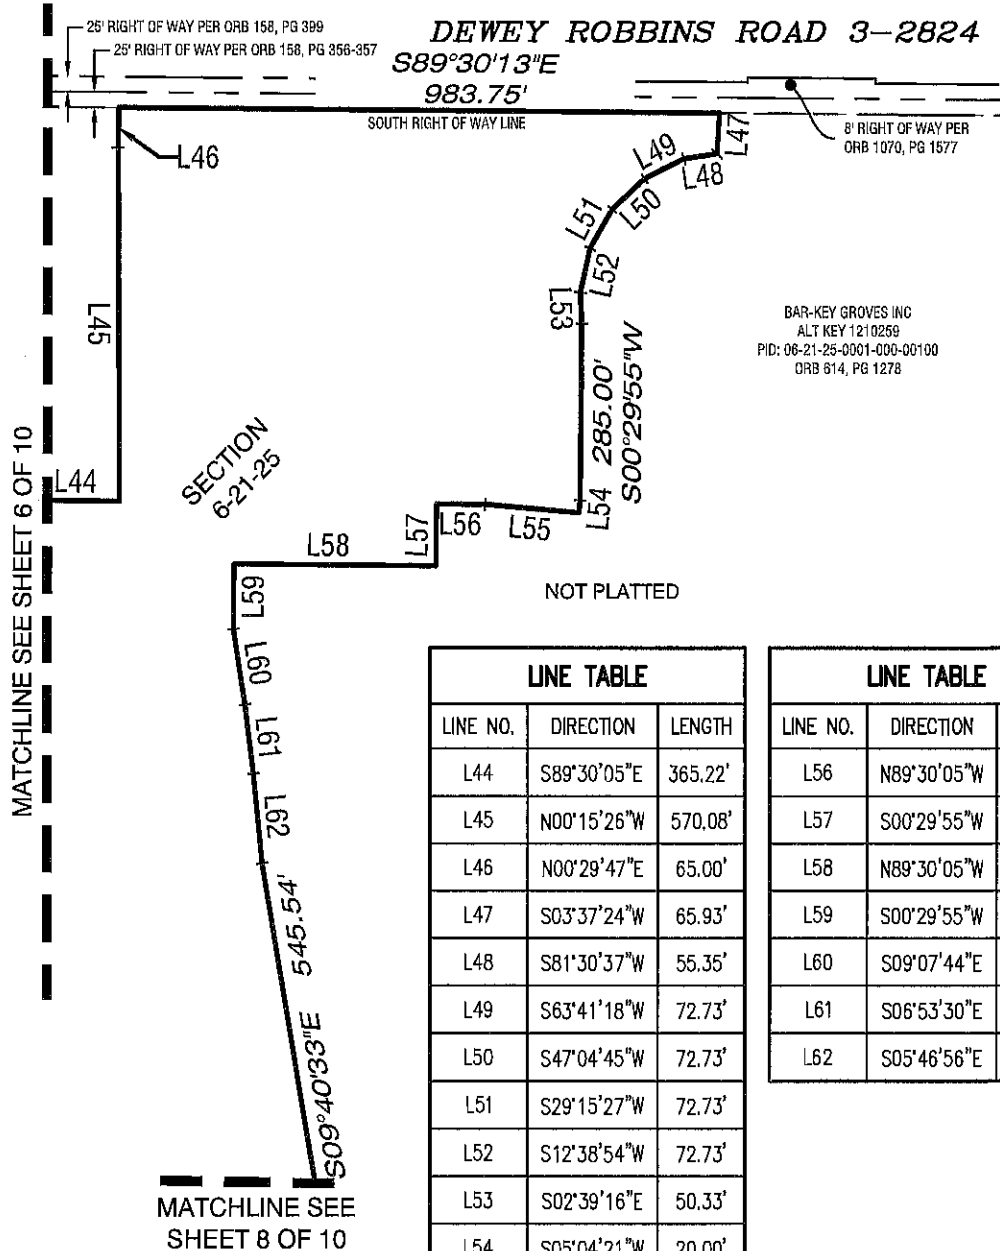 25' RIGHT OF WAY PER ORB 158, PG 399
25' RIGHT OF WAY PER ORB 158, PG 356-357
DEWEY ROBBINS ROAD 3-2824
S89°30'13"E
983.75'
SOUTH RIGHT OF WAY LINE
8' RIGHT OF WAY PER
ORB 1070, PG 1577
L46
L47
L48
L49
L50
L51
L52
L53
285.00'
S00°29'55"W
BAR-KEY GROVES INC
ALT KEY 1210259
PID: 06-21-25-0001-000-00100
ORB 614, PG 1278
L45
MATCHLINE SEE SHEET 6 OF 10
L44
SECTION
6-21-25
L54
L55
L56
L57
L58
L59
L60
L61
L62
NOT PLATTED
S09°40'33"E 545.54'
MATCHLINE SEE
SHEET 8 OF 10
LINE TABLE
LINE NO. DIRECTION LENGTH
L44 S89°30'05"E 365.22'
L45 N00°15'26"W 570.08'
L46 N00°29'47"E 65.00'
L47 S03°37'24"W 65.93'
L48 S81°30'37"W 55.35'
L49 S63°41'18"W 72.73'
L50 S47°04'45"W 72.73'
L51 S29°15'27"W 72.73'
L52 S12°38'54"W 72.73'
L53 S02°39'16"E 50.33'
L54 S05°04'21"W 20.00'
LINE TABLE
LINE NO. DIRECTION
L56 N89°30'05"W
L57 S00°29'55"W
L58 N89°30'05"W
L59 S00°29'55"W
L60 S09°07'44"E
L61 S06°53'30"E
L62 S05°46'56"E